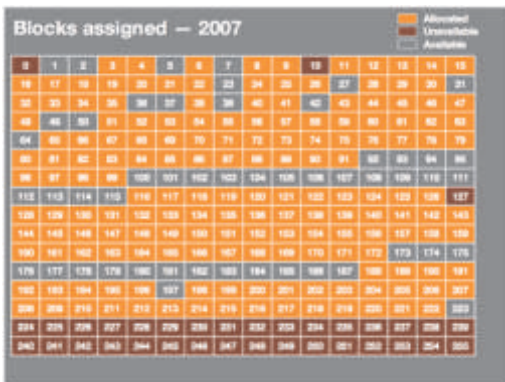 Blocks assigned — 2007
Allocated
Unavailable
Available
0 1 2 3 4 5 6 7 8 9 10 11 12 13 14 15
16 17 18 19 20 21 22 23 24 25 26 27 28 29 30 31
32 33 34 35 36 37 38 39 40 41 42 43 44 45 46 47
48 49 50 51 52 53 54 55 56 57 58 59 60 61 62 63
64 65 66 67 68 69 70 71 72 73 74 75 76 77 78 79
80 81 82 83 84 85 86 87 88 89 90 91 92 93 94 95
96 97 98 99 100 101 102 103 104 105 106 107 108 109 110 111
112 113 114 115 116 117 118 119 120 121 122 123 124 125 126 127
128 129 130 131 132 133 134 135 136 137 138 139 140 141 142 143
144 145 146 147 148 149 150 151 152 153 154 155 156 157 158 159
160 161 162 163 164 165 166 167 168 169 170 171 172 173 174 175
176 177 178 179 180 181 182 183 184 185 186 187 188 189 190 191
192 193 194 195 196 197 198 199 200 201 202 203 204 205 206 207
208 209 210 211 212 213 214 215 216 217 218 219 220 221 222 223
224 225 226 227 228 229 230 231 232 233 234 235 236 237 238 239
240 241 242 243 244 245 246 247 248 249 250 251 252 253 254 255